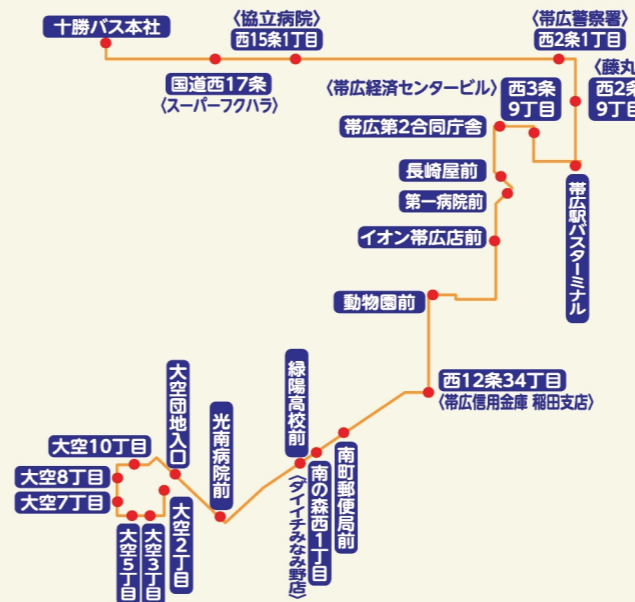 十勝バス本社
国道西17条
〈スーパーフクハラ〉
〈協立病院〉
西15条1丁目
〈帯広警察署〉
西2条1丁目
〈藤丸
西2条
9丁目
帯広駅バスターミナル
〈帯広経済センタービル〉
西3条
9丁目
帯広第2合同庁舎
長崎屋前
第一病院前
イオン帯広店前
動物園前
西12条34丁目
〈帯広信用金庫 稲田支店〉
南町郵便局前
南の森西1丁目
緑陽高校前
〈ダイイチみなみ野店〉
光南病院前
大空団地入口
大空10丁目
大空8丁目
大空7丁目
大空5丁目
大空3丁目
大空2丁目